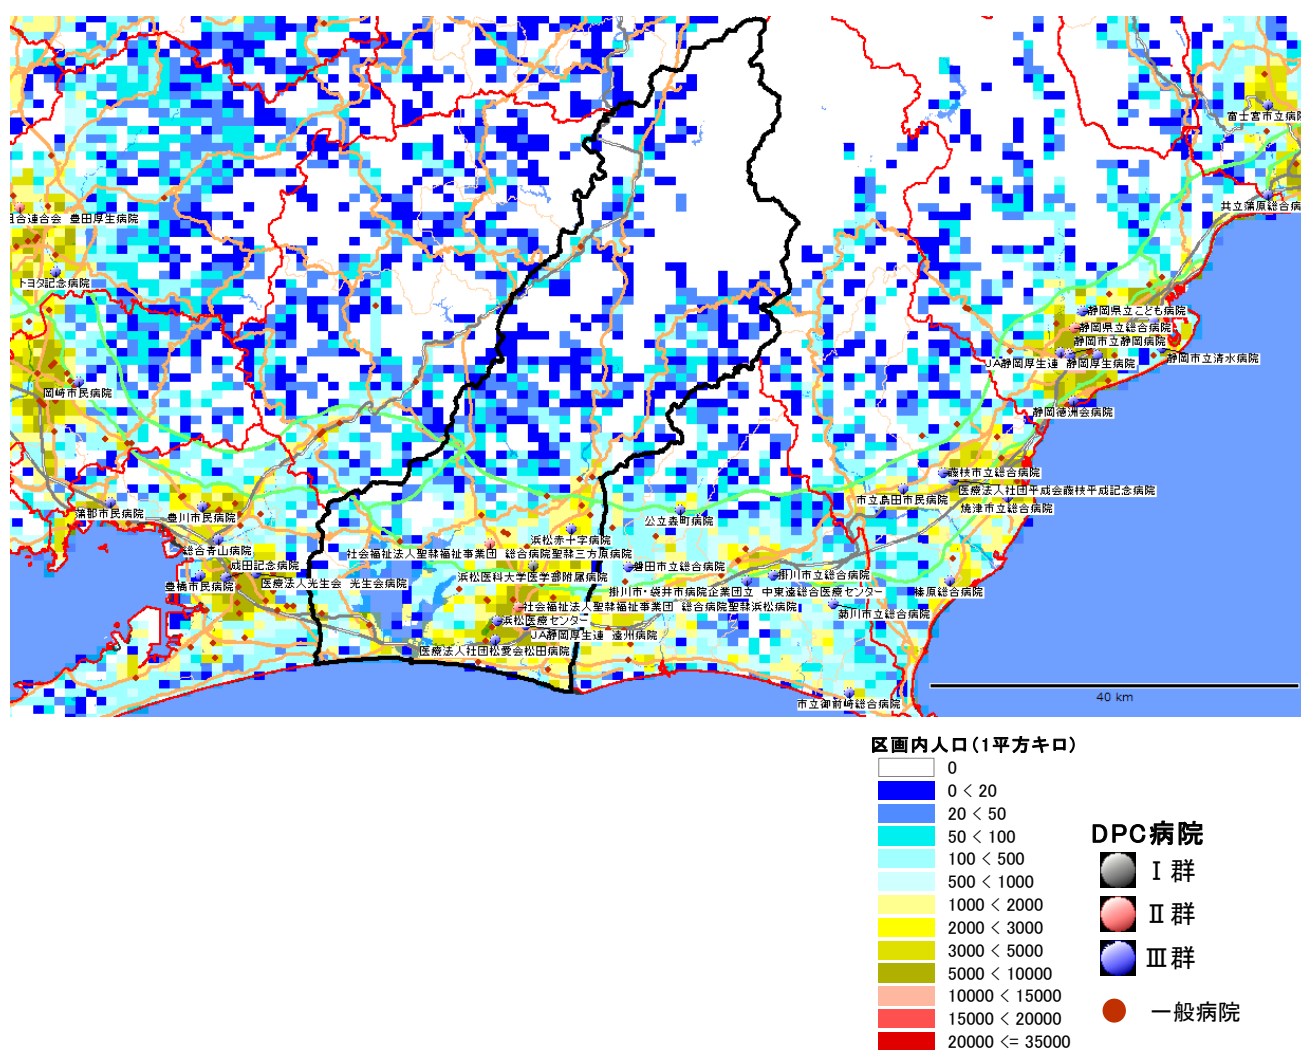 富士宮市立病院
共立蒲原総合病
組合連合会 豊田厚生病院
トヨタ記念病院
静岡県立こども病院
静岡県立総合病院
静岡市立静岡病院
JA静岡厚生連 静岡厚生病院
静岡市立清水病院
岡崎市民病院
静岡徳洲会病院
藤枝市立総合病院
医療法人社団平成会藤枝平成記念病院
市立島田市民病院
焼津市立総合病院
蒲郡市民病院
豊川市民病院
公立森町病院
浜松赤十字病院
総合青山病院
社会福祉法人聖隷福祉事業団 総合病院聖隷三方原病院
成田記念病院
磐田市立総合病院
豊橋市民病院
医療法人光生会 光生会病院
浜松医科大学医学部附属病院
掛川市立総合病院
掛川市・袋井市病院企業団立 中東遠総合医療センター
榛原総合病院
社会福祉法人聖隷福祉事業団 総合病院聖隷浜松病院
菊川市立総合病院
浜松医療センター
JA静岡厚生連 遠州病院
医療法人社団松愛会松田病院
市立御前崎総合病院
40 km
区画内人口(1平方キロ)
0
0 < 20
20 < 50
50 < 100
100 < 500
500 < 1000
1000 < 2000
2000 < 3000
3000 < 5000
5000 < 10000
10000 < 15000
15000 < 20000
20000 <= 35000
DPC病院
Ⅰ群
Ⅱ群
Ⅲ群
一般病院